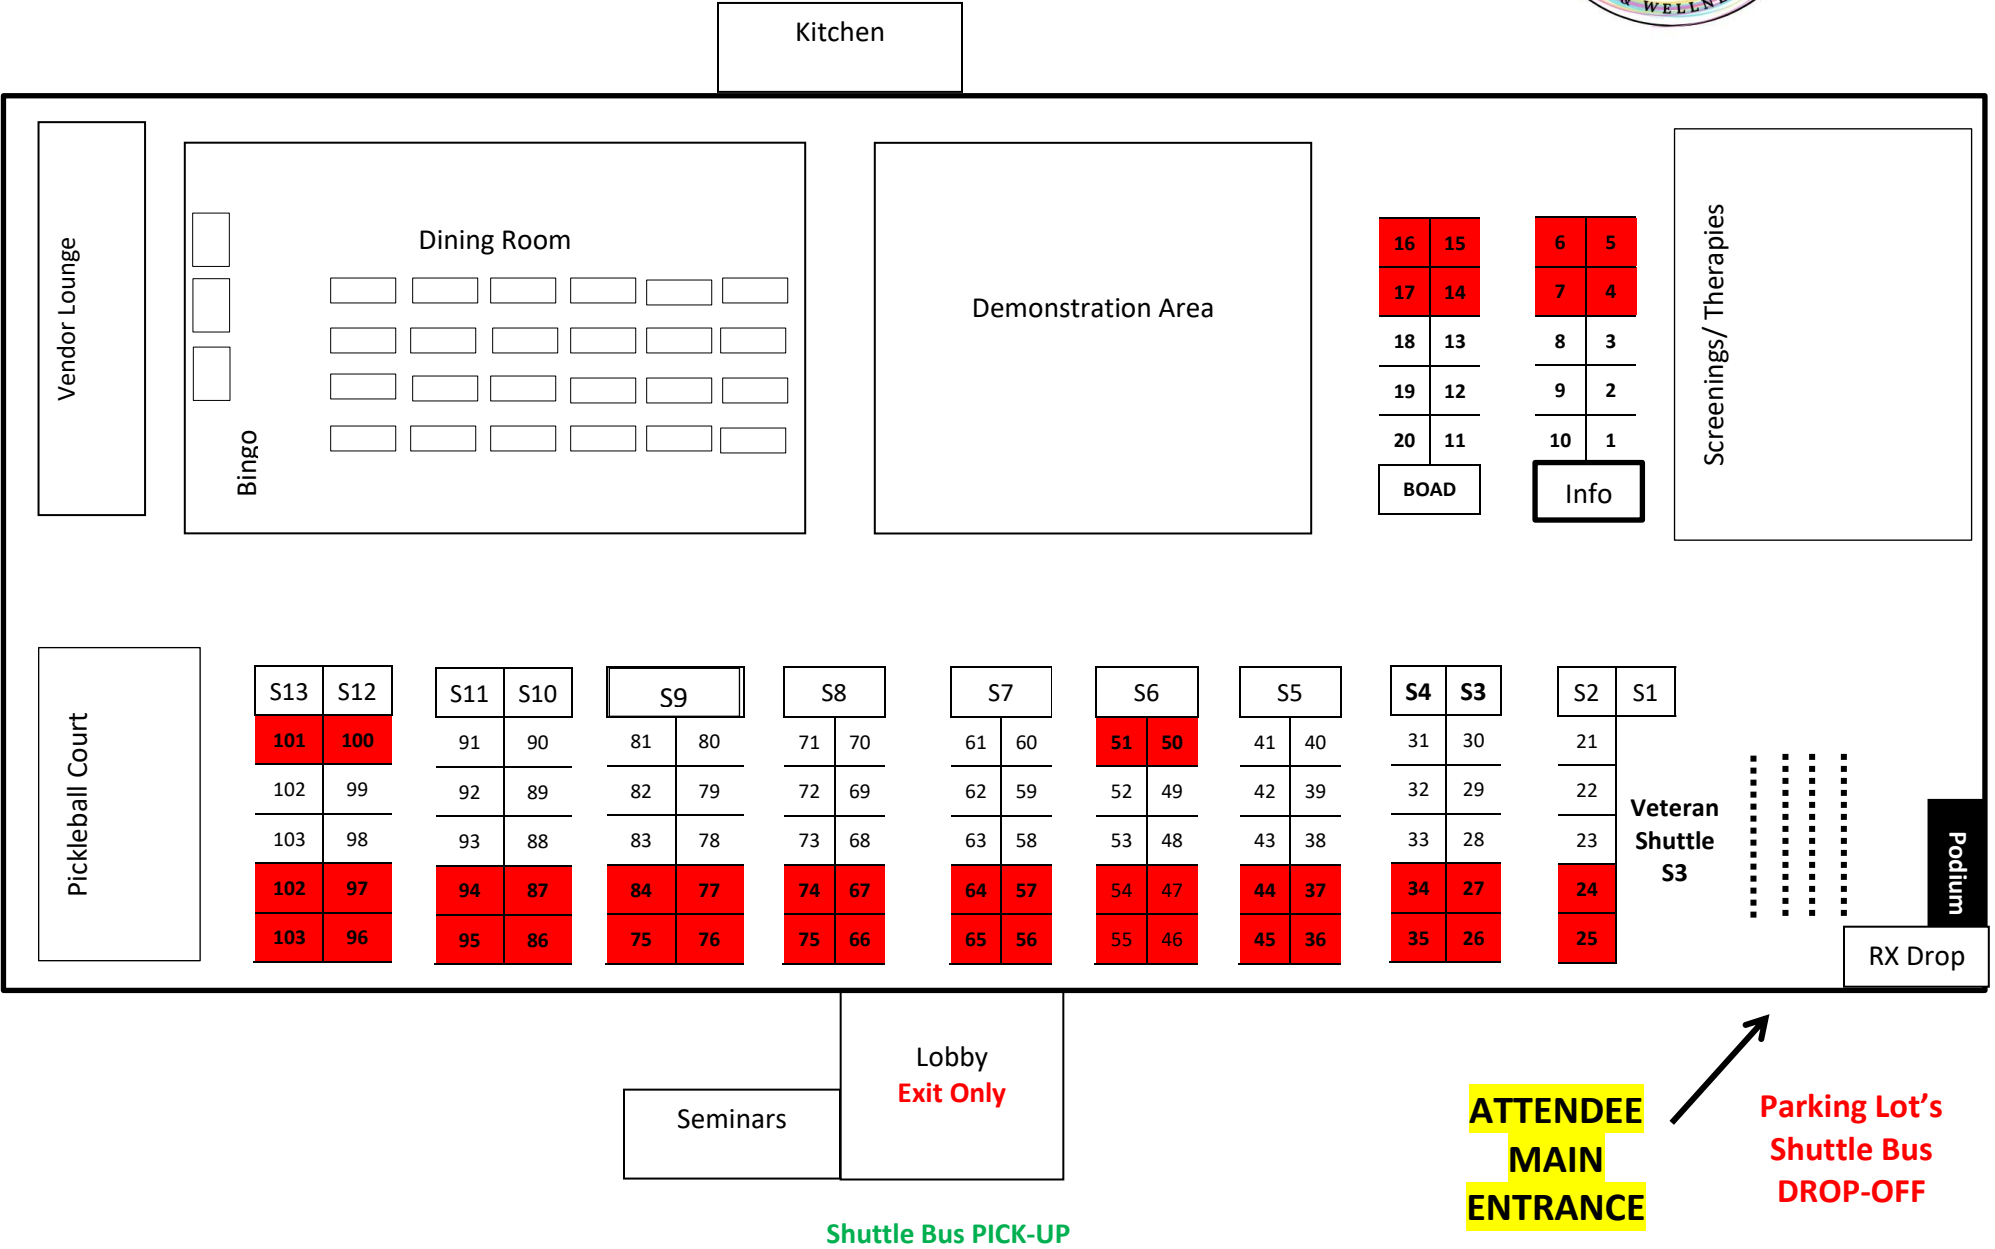 & WELLNE
Kitchen
Vendor Lounge
Dining Room
Bingo
Demonstration Area
16 15 6 5
17 14 7 4
18 13 8 3
19 12 9 2
20 11 10 1
BOAD Info
Screenings/ Therapies
Pickleball Court
S13 S12 S11 S10 S9 S8 S7 S6 S5 S4 S3 S2 S1
101 100 91 90 81 80 71 70 61 60 51 50 41 40 31 30 21
102 99 92 89 82 79 72 69 62 59 52 49 42 39 32 29 22
103 98 93 88 83 78 73 68 63 58 53 48 43 38 33 28 23
102 97 94 87 84 77 74 67 64 57 54 47 44 37 34 27 24
103 96 95 86 75 76 75 66 65 56 55 46 45 36 35 26 25
Veteran
Shuttle
S3
Podium
RX Drop
Lobby
Exit Only
Seminars
Shuttle Bus PICK-UP
ATTENDEE
MAIN
ENTRANCE
Parking Lot's
Shuttle Bus
DROP-OFF